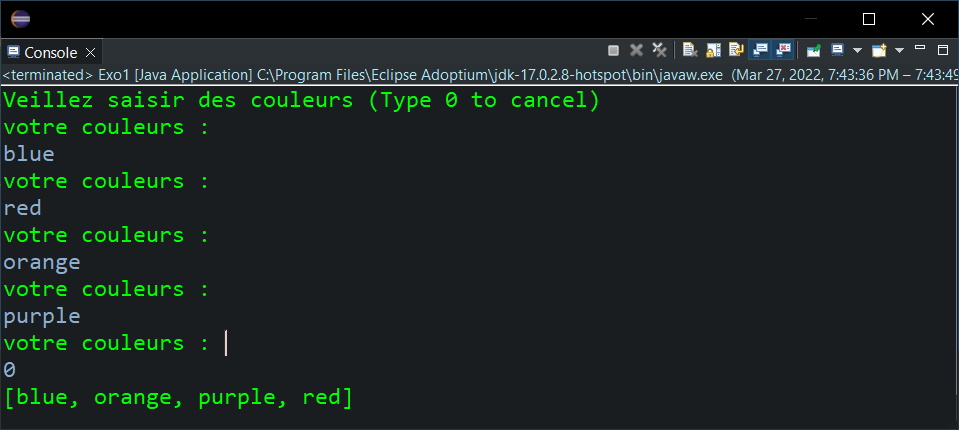 Console
<terminated> Exo1 [Java Application] C:\Program Files\Eclipse Adoptium\jdk-17.0.2.8-hotspot\bin\javaw.exe (Mar 27, 2022, 7:43:36 PM – 7:43:49
Veillez saisir des couleurs (Type 0 to cancel)
votre couleurs :
blue
votre couleurs :
red
votre couleurs :
orange
votre couleurs :
purple
votre couleurs :
0
[blue, orange, purple, red]